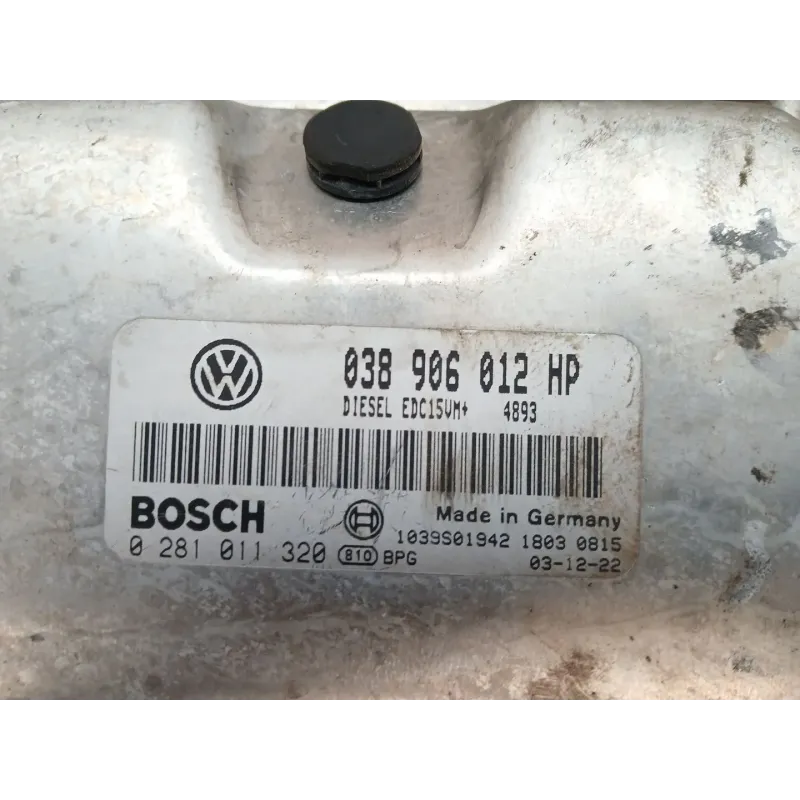 VW
038 906 012 HP
DIESEL EDC15VM+ 4893
BOSCH
Made in Germany
0 281 011 320 810 BPG
1039S01942 1803 0815
03-12-22